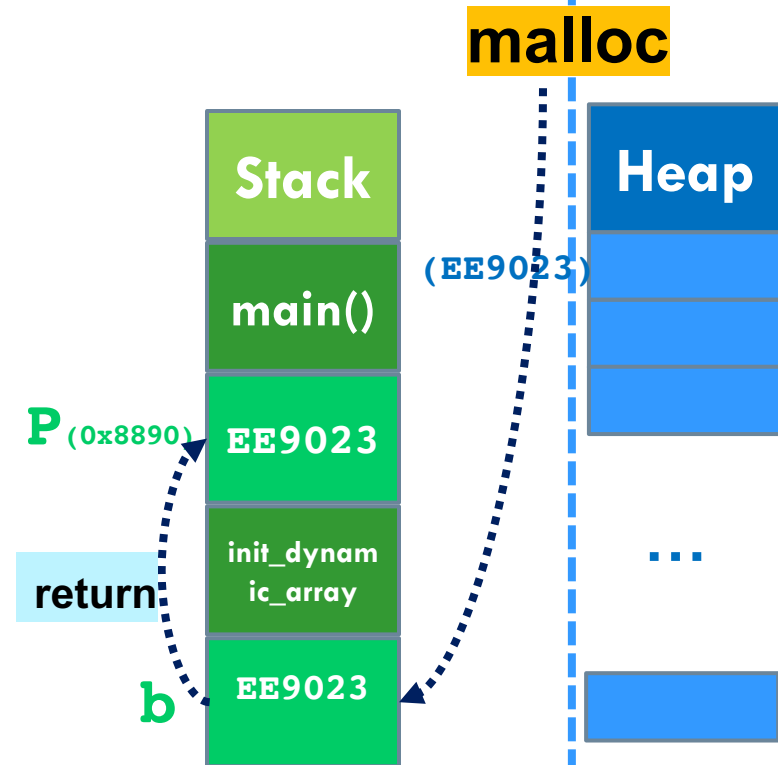 malloc
Stack
Heap
(EE9023)
main()
P(0x8890)
EE9023
init_dynam
ic_array
...
return
EE9023
b